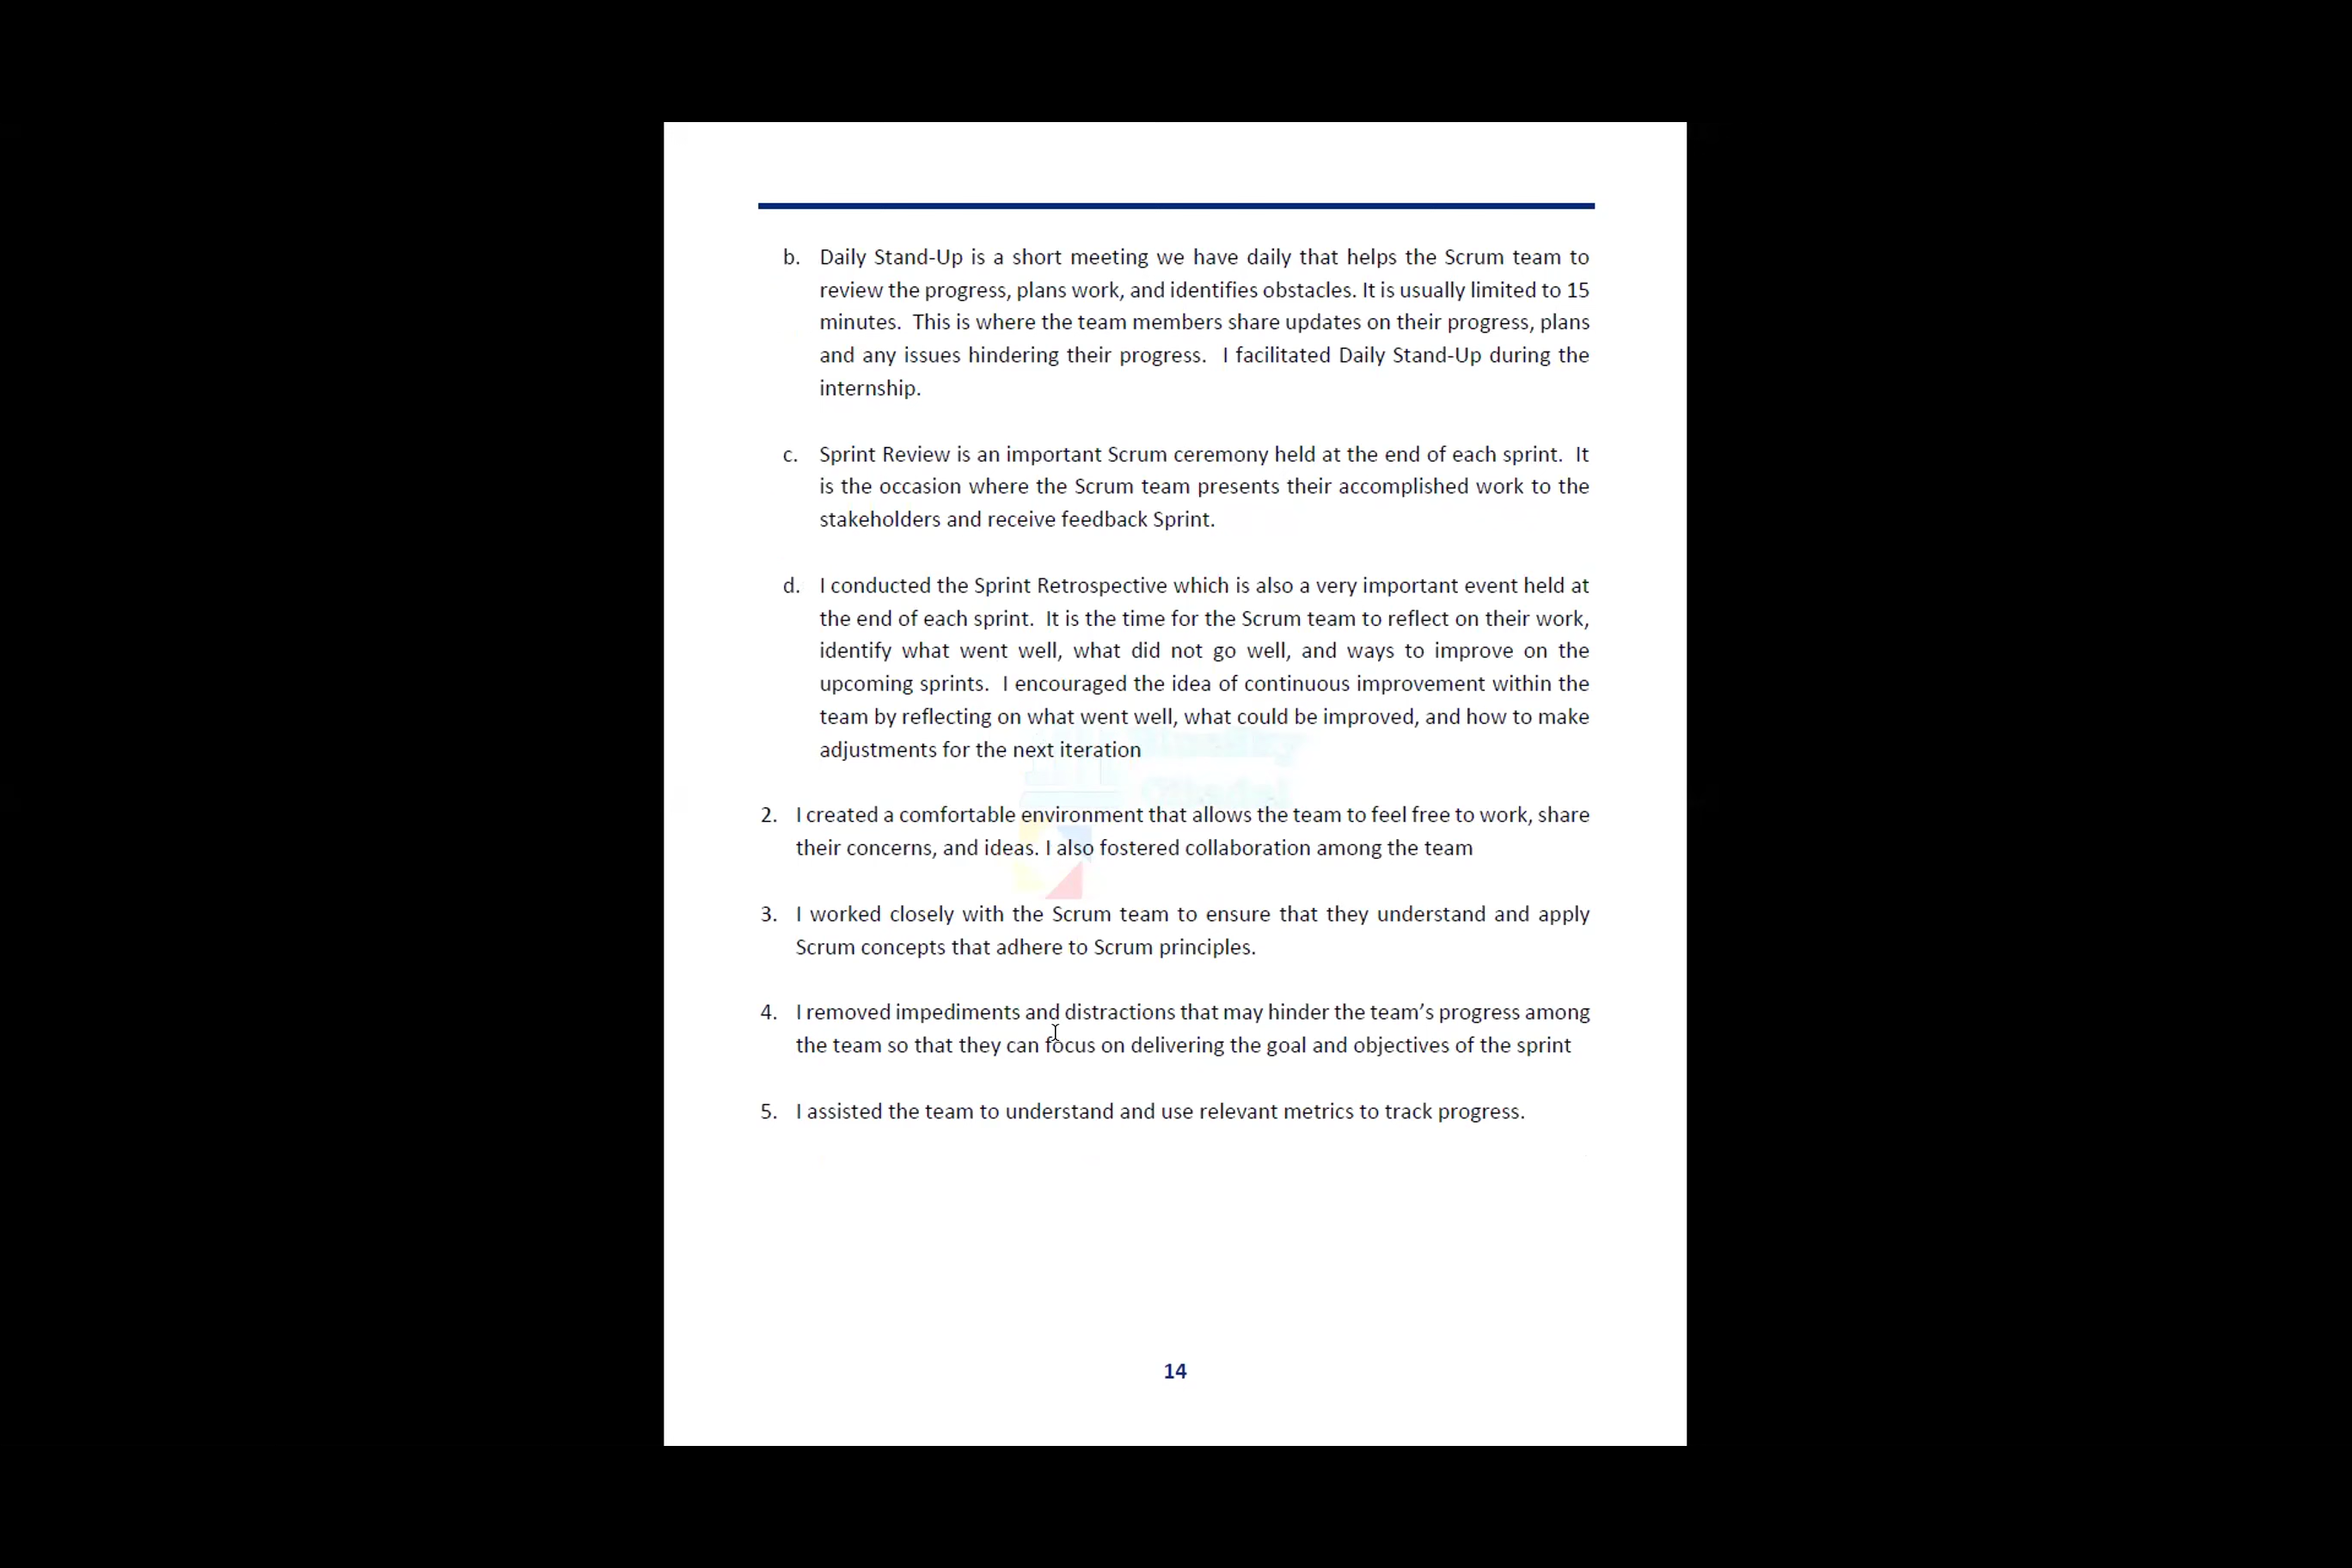 b. Daily Stand-Up is a short meeting we have daily that helps the Scrum team to
review the progress, plans work, and identifies obstacles. It is usually limited to 15
minutes. This is where the team members share updates on their progress, plans
and any issues hindering their progress. I facilitated Daily Stand-Up during the
internship.
c. Sprint Review is an important Scrum ceremony held at the end of each sprint. It
is the occasion where the Scrum team presents their accomplished work to the
stakeholders and receive feedback Sprint.
d. I conducted the Sprint Retrospective which is also a very important event held at
the end of each sprint. It is the time for the Scrum team to reflect on their work,
identify what went well, what did not go well, and ways to improve on the
upcoming sprints. I encouraged the idea of continuous improvement within the
team by reflecting on what went well, what could be improved, and how to make
adjustments for the next iteration
2. I created a comfortable environment that allows the team to feel free to work, share
their concerns, and ideas. I also fostered collaboration among the team
3. I worked closely with the Scrum team to ensure that they understand and apply
Scrum concepts that adhere to Scrum principles.
4. I removed impediments and distractions that may hinder the team’s progress among
the team so that they can focus on delivering the goal and objectives of the sprint
5. I assisted the team to understand and use relevant metrics to track progress.
14